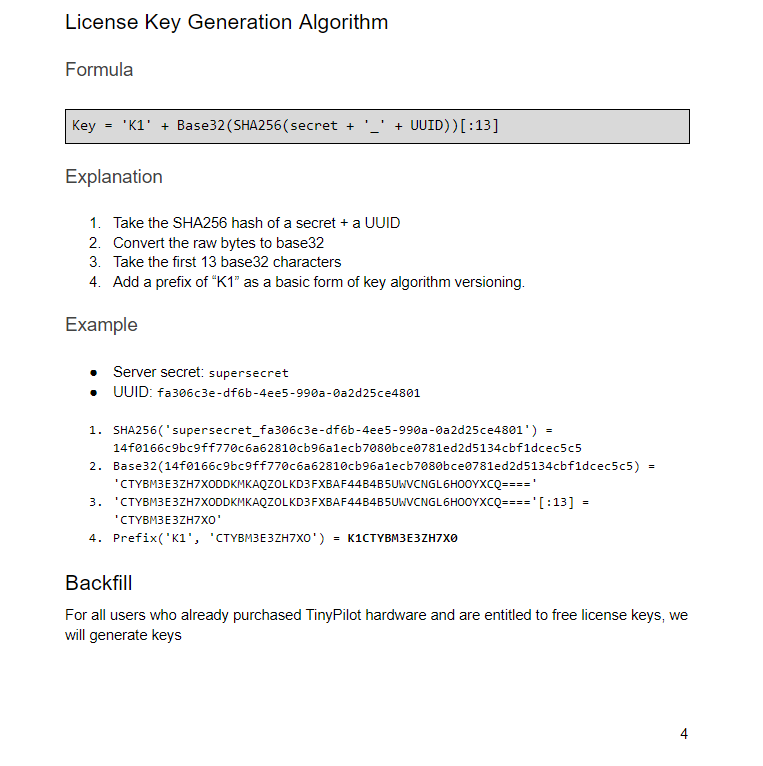 License Key Generation Algorithm
Formula
Key = 'K1' + Base32(SHA256(secret + '_' + UUID))[:13]
Explanation
1. Take the SHA256 hash of a secret + a UUID
2. Convert the raw bytes to base32
3. Take the first 13 base32 characters
4. Add a prefix of “K1” as a basic form of key algorithm versioning.
Example
● Server secret: supersecret
● UUID: fa306c3e-df6b-4ee5-990a-0a2d25ce4801
1. SHA256('supersecret_fa306c3e-df6b-4ee5-990a-0a2d25ce4801') =
14f0166c9bc9ff770c6a62810cb96a1ecb7080bce0781ed2d5134cbf1dcec5c5
2. Base32(14f0166c9bc9ff770c6a62810cb96a1ecb7080bce0781ed2d5134cbf1dcec5c5) =
'CTYBM3E3ZH7XODDKMKAQZOLKD3FXBAF44B4B5UWVCNGL6HOOYXCQ===='
3. 'CTYBM3E3ZH7XODDKMKAQZOLKD3FXBAF44B4B5UWVCNGL6HOOYXCQ===='[:13] =
'CTYBM3E3ZH7XO'
4. Prefix('K1', 'CTYBM3E3ZH7XO') = K1CTYBM3E3ZH7X0
Backfill
For all users who already purchased TinyPilot hardware and are entitled to free license keys, we
will generate keys
4